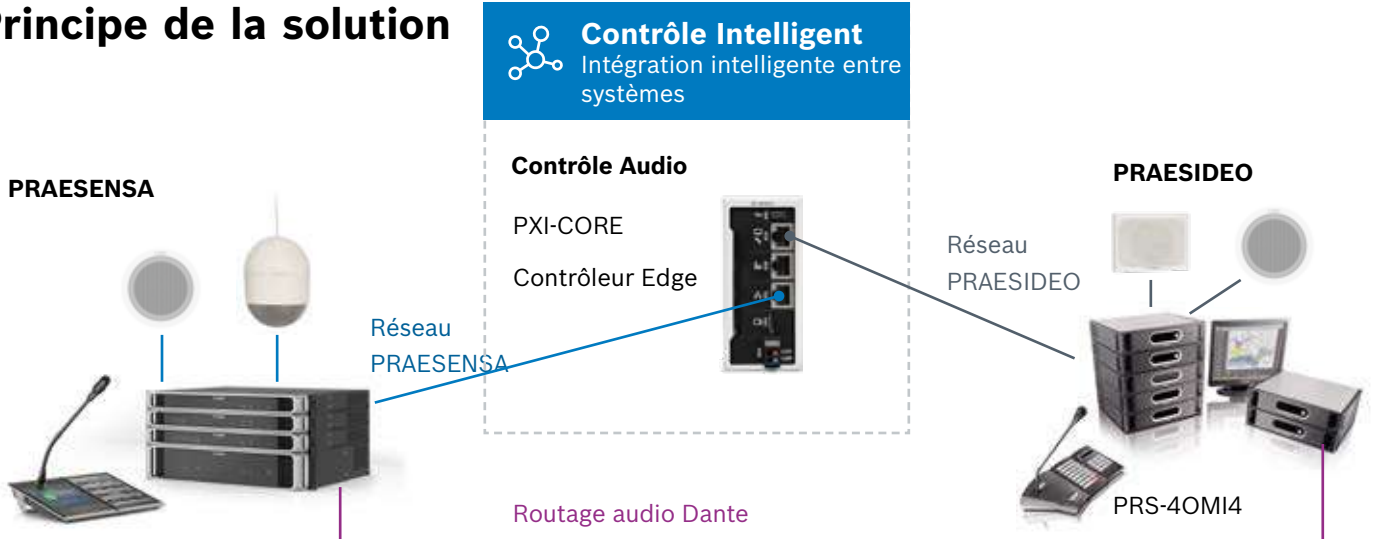 Principe de la solution
Contrôle Intelligent
Intégration intelligente entre
systèmes
Contrôle Audio
PXI-CORE
Contrôleur Edge
PRAESENSA
Réseau
PRAESENSA
PRAESIDEO
Réseau
PRAESIDEO
PRS-4OMI4
Routage audio Dante